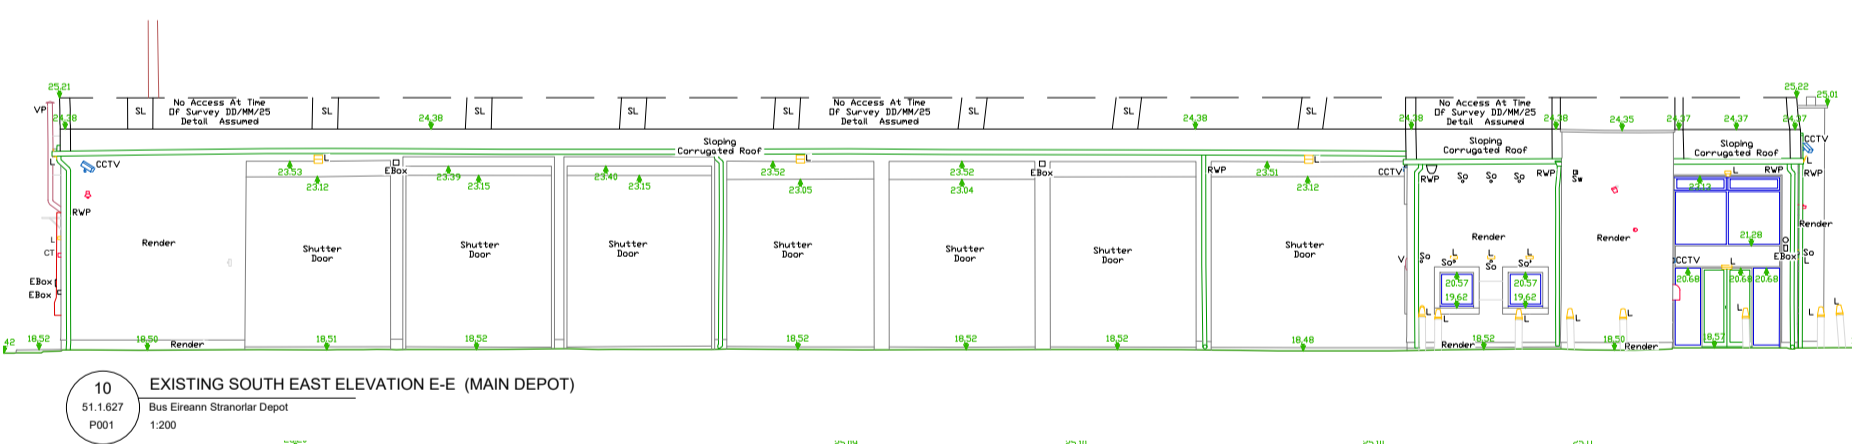 25.21
VP
24.38
SL
No Access At Time
Of Survey DD/MM/25
Detail Assumed
SL
24.38
SL
SL
SL
No Access At Time
Of Survey DD/MM/25
Detail Assumed
SL
SL
24.38
SL
24.38
No Access At Time
Of Survey DD/MM/25
Detail Assumed
24.38
24.35
24.37
24.37
25.22
25.01
24.37
Sloping
Corrugated Roof
Sloping
Corrugated Roof
Sloping
Corrugated Roof
CCTV
L
CCTV
L
EBox
L
EBox
L
RWP
CCTV
RWP
So
So
So
RWP
Sw
L
RWP
L
RWP
23.53
23.12
23.39
23.15
23.40
23.15
23.52
23.05
23.52
23.04
23.51
23.12
23.12
RWP
L
CT
EBox
EBox
Render
Shutter
Door
Shutter
Door
Shutter
Door
Shutter
Door
Shutter
Door
Shutter
Door
Shutter
Door
V
Render
So
So
L
L
So
L
So
Render
21.28
CCTV
L
EBox
Render
So
L
20.57
19.62
20.57
19.62
20.68
20.68
20.68
L
L
L
L
L
L
L
L
42
18.52
18.50
Render
18.51
18.52
18.52
18.52
18.52
18.48
Render
18.52
18.50
Render
18.57
10
51.1.627
P001
EXISTING SOUTH EAST ELEVATION E-E (MAIN DEPOT)
Bus Eireann Stranorlar Depot
1:200